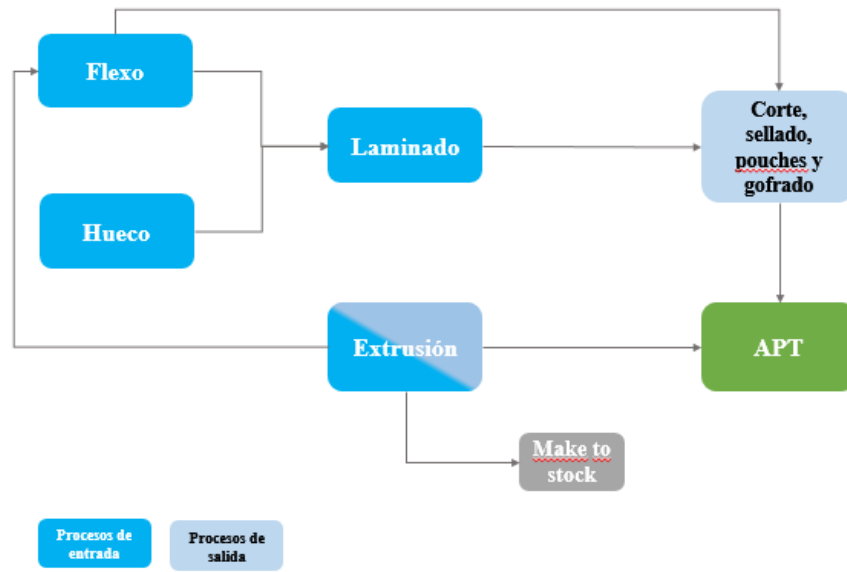 Flexo
Corte,
sellado,
pouches y
gofrado
Laminado
Hueco
Extrusión
APT
Make to
stock
Procesos de
entrada
Procesos de
salida